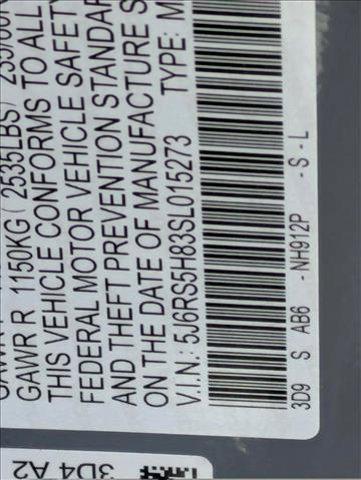 GAWR R 1150KG ( 2535LBS)
THIS VEHICLE CONFORMS TO ALL
FEDERAL MOTOR VEHICLE SAFETY
AND THEFT PREVENTION STANDAR
ON THE DATE OF MANUFACTURE S
V.I.N.: 5J6RS5H83SL015273 TYPE: M
3D9 S AB6 - NH912P - S - L
3D4 A2